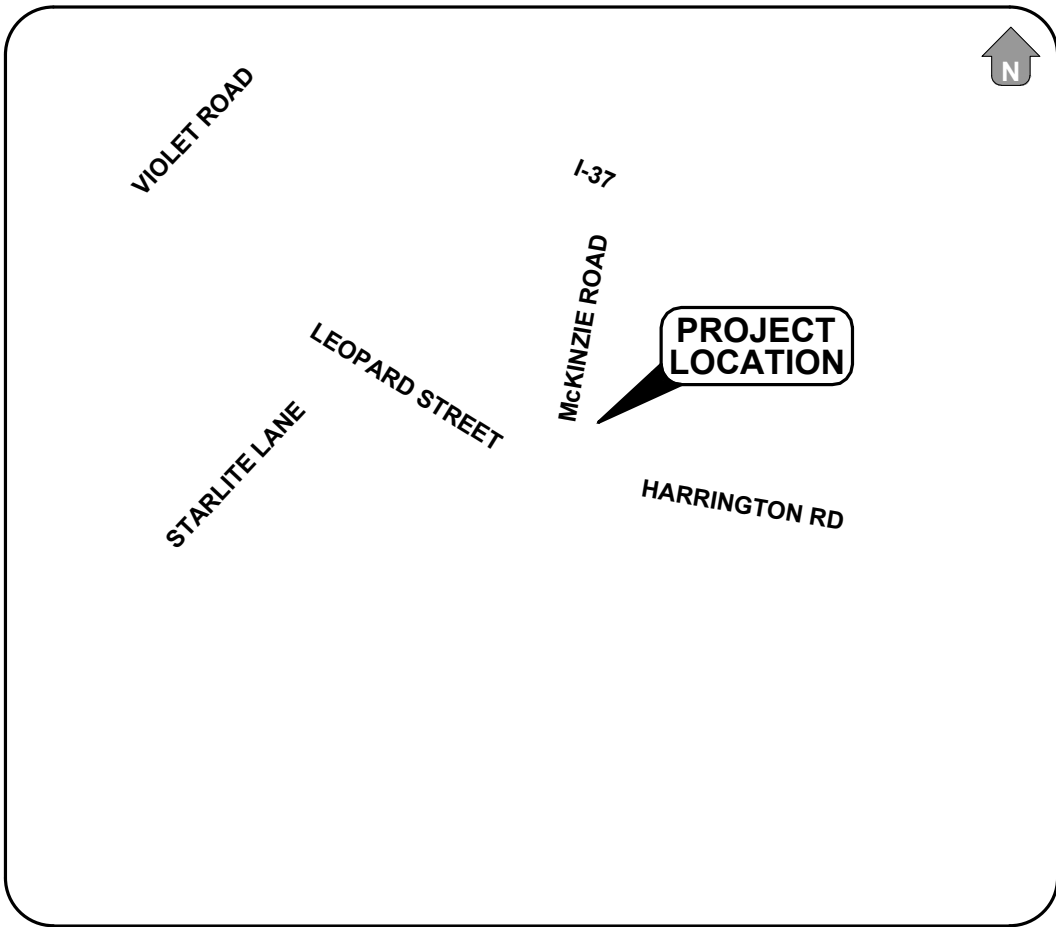 N
VIOLET ROAD
I-37
McKINZIE ROAD
PROJECT
LOCATION
LEOPARD STREET
STARLITE LANE
HARRINGTON RD